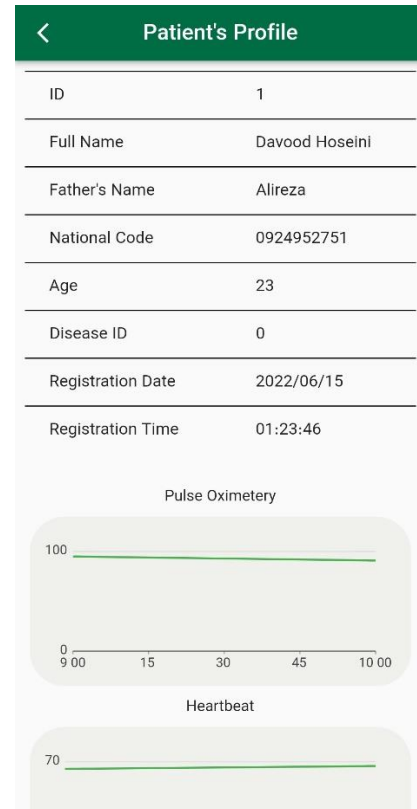 Patient's Profile
ID 1
Full Name Davood Hoseini
Father's Name Alireza
National Code 0924952751
Age 23
Disease ID 0
Registration Date 2022/06/15
Registration Time 01:23:46
Pulse Oximetery
100
0
9 00 15 30 45 10 00
Heartbeat
70